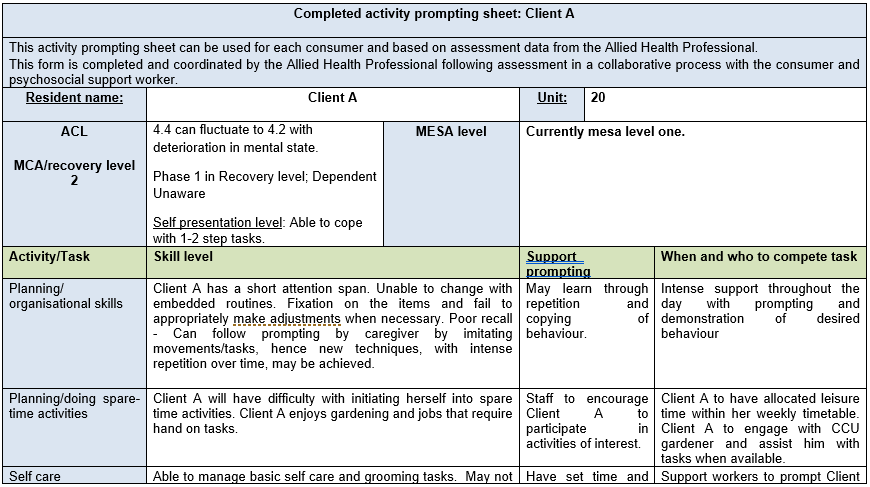 Completed activity prompting sheet: Client A
This activity prompting sheet can be used for each consumer and based on assessment data from the Allied Health Professional.
This form is completed and coordinated by the Allied Health Professional following assessment in a collaborative process with the consumer and
psychosocial support worker.
Resident name: Client A Unit: 20
ACL
MCA/recovery level
2
4.4 can fluctuate to 4.2 with
deterioration in mental state.
Phase 1 in Recovery level; Dependent
Unaware
Self presentation level: Able to cope
with 1-2 step tasks.
MESA level
Currently mesa level one.
Activity/Task
Skill level
Support
prompting
When and who to compete task
Planning/
organisational skills
Client A has a short attention span. Unable to change with
embedded routines. Fixation on the items and fail to
appropriately make adjustments when necessary. Poor recall
- Can follow prompting by caregiver by imitating
movements/tasks, hence new techniques, with intense
repetition over time, may be achieved.
May learn through
repetition and
copying of
behaviour.
Intense support throughout the
day with prompting and
demonstration of desired
behaviour
Planning/doing spare-
time activities
Client A will have difficulty with initiating herself into spare
time activities. Client A enjoys gardening and jobs that require
hand on tasks.
Staff to encourage
Client A to
participate in
activities of interest.
Client A to have allocated leisure
time within her weekly timetable.
Client A to engage with CCU
gardener and assist him with
tasks when available.
Self care
Able to manage basic self care and grooming tasks. May not
Have set time and
Support workers to prompt Client